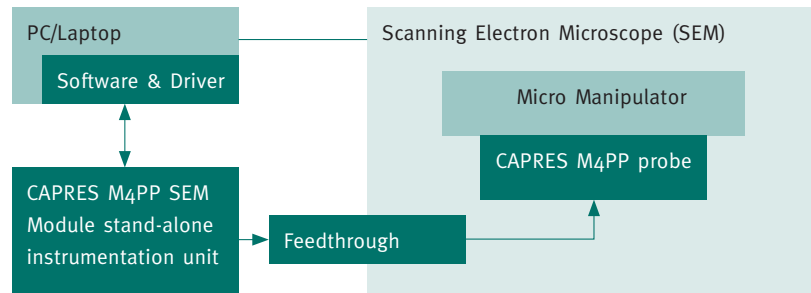 PC/Laptop
Software & Driver
CAPRES M4PP SEM
Module stand-alone
instrumentation unit
Feedthrough
Scanning Electron Microscope (SEM)
Micro Manipulator
CAPRES M4PP probe